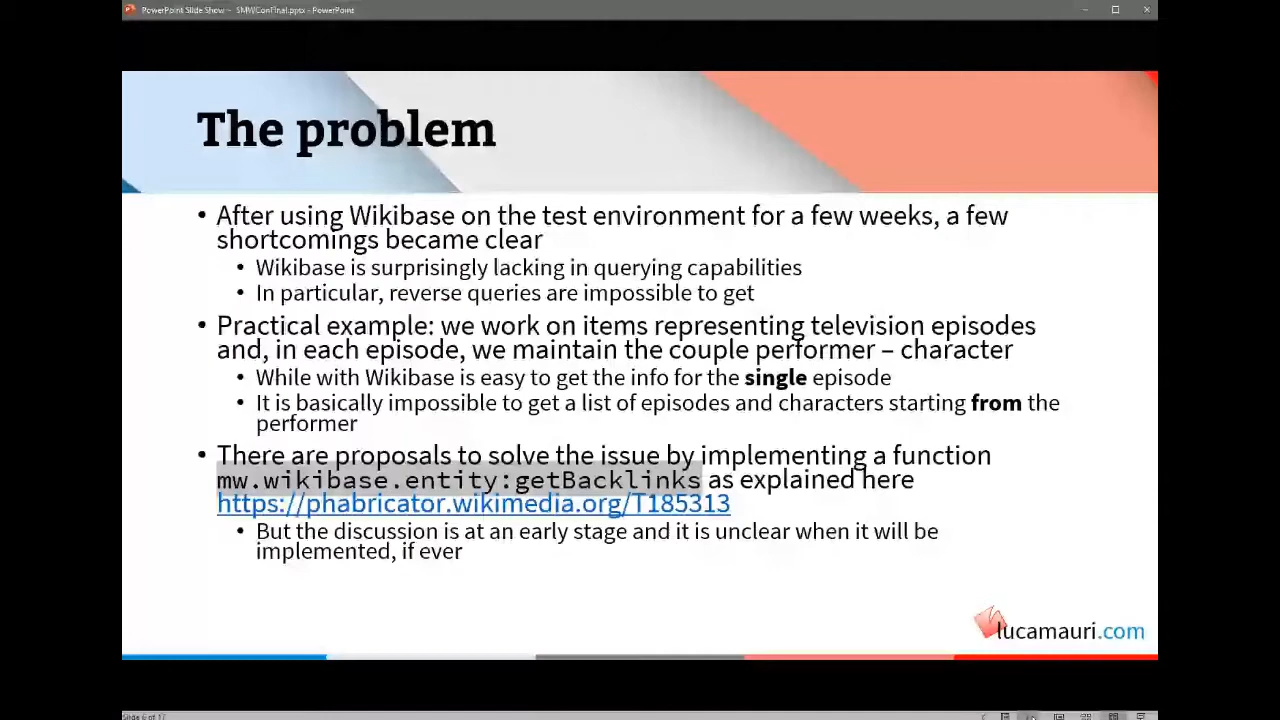 PowerPoint Slide Show - SMWConFinal.pptx - PowerPoint
The problem
• After using Wikibase on the test environment for a few weeks, a few
shortcomings became clear
• Wikibase is surprisingly lacking in querying capabilities
• In particular, reverse queries are impossible to get
• Practical example: we work on items representing television episodes
and, in each episode, we maintain the couple performer – character
• While with Wikibase is easy to get the info for the single episode
• It is basically impossible to get a list of episodes and characters starting from the
performer
• There are proposals to solve the issue by implementing a function
mw.wikibase.entity:getBacklinks as explained here
https://phabricator.wikimedia.org/T185313
• But the discussion is at an early stage and it is unclear when it will be
implemented, if ever
lucamauri.com
Slide 6 of 17